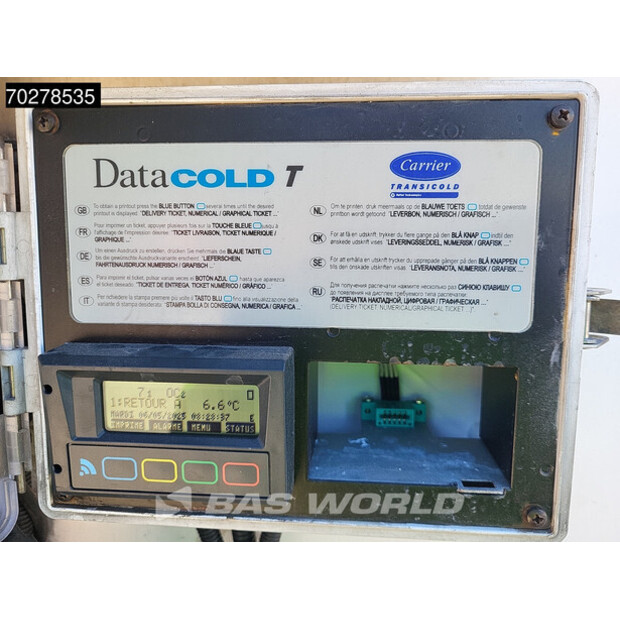 70278535
DataCOLD T
Carrier
TRANSICOLD
GB To obtain a printout press the BLUE BUTTON several times until the desired
printout is displayed. "DELIVERY TICKET, NUMERICAL / GRAPHICAL TICKET ..."
FR Pour imprimer un ticket, appuyer plusieurs fois sur la TOUCHE BLEUE jusqu'à
l'affichage de l'impression désirée. "TICKET LIVRAISON, TICKET NUMERIQUE /
GRAPHIQUE ..."
DE Um einen Ausdruck zu erstellen, drücken Sie mehrmals die BLAUE TASTE
bis die gewünschte Ausdruckvariante erscheint. "LIEFERSCHEIN,
FAHRTENAUSDRUCK NUMERISCH / GRAFISCH ..."
ES Para imprimir el ticket, pulsar varias veces el BOTÓN AZUL hasta que aparezca
el ticket deseado. "TICKET DE ENTREGA, TICKET NUMÉRICO / GRÁFICO ..."
IT Per richiedere la stampa premere più volte il TASTO BLU fino alla visualizzazione della
variante di stampa desiderata: "STAMPA BOLLA DI CONSEGNA, NUMERICA / GRAFICA ..."
NL Om te printen, druk meermaals op de BLAUWE TOETS totdat de gewenste
printbon wordt getoond. "LEVERBON, NUMERISCH / GRAFISCH ..."
DK For at få en udskrift, trykker du flere gange på den BLÅ KNAP indtil den
ønskede udskrift vises. "LEVERINGSSEDDEL, NUMERISK / GRAFISK ..."
SE För att erhålla en utskrift trycker du upprepade gånger på den BLÅ KNAPPEN
tills den önskade utskriften visas. "LEVERANSNOTA, NUMERISK / GRAFISK ..."
RU Для получения распечатки нажмите несколько раз СИНЮЮ КЛАВИШУ
до появления на дисплее требуемого типа распечатки.
"РАСПЕЧАТКА НАКЛАДНОЙ, ЦИФРОВАЯ / ГРАФИЧЕСКАЯ ..."
(DELIVERY TICKET, NUMERICAL/GRAPHICAL TICKET ...)
1:RETOUR A 6.6°C
MARDI 06/05/2025 08:28:37
IMPRIME ALARME MENU STATUS
BAS WORLD